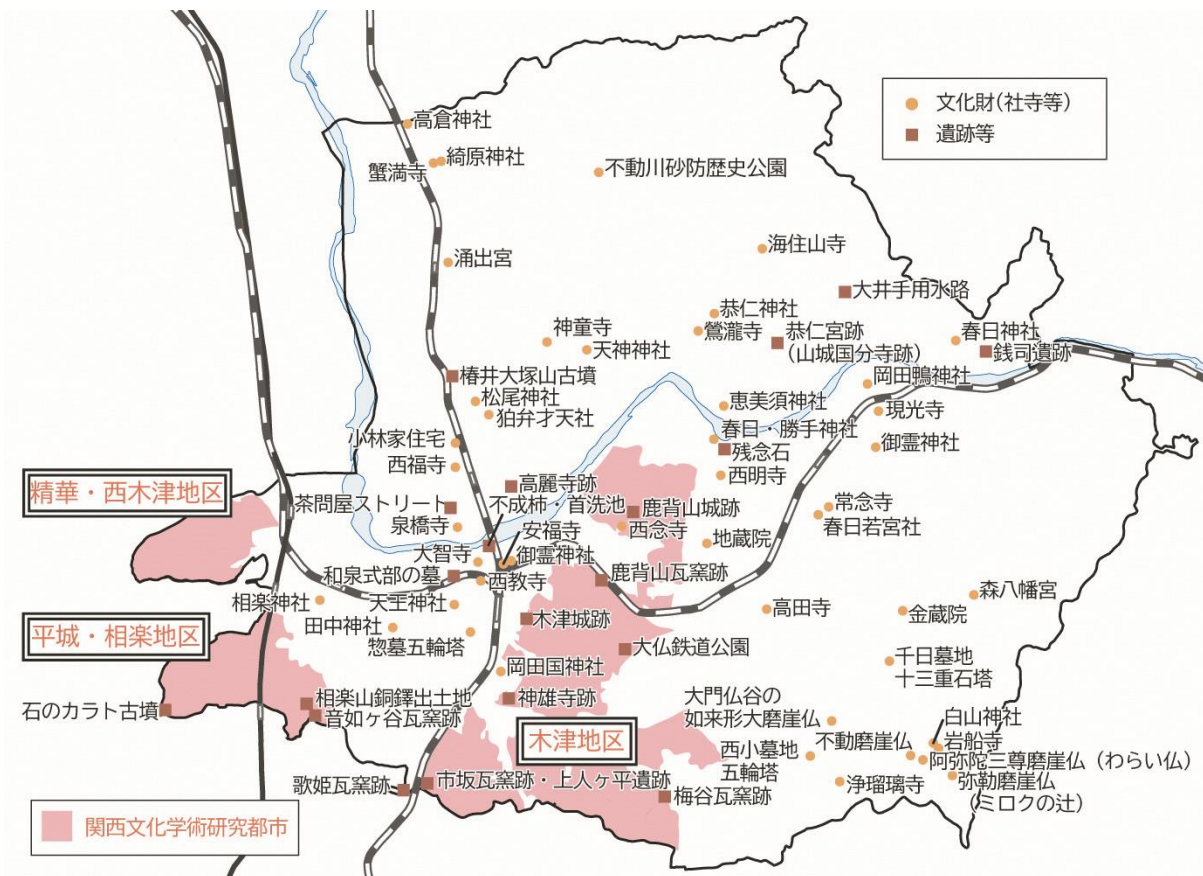 文化財(社寺等)
遺跡等
高倉神社
綺原神社
蟹満寺
不動川砂防歴史公園
海住山寺
涌出宮
大井手用水路
恭仁神社
鶯瀧寺
恭仁宮跡
(山城国分寺跡)
春日神社
銭司遺跡
神童寺
天神神社
岡田鴨神社
椿井大塚山古墳
松尾神社
狛弁才天社
恵美須神社
現光寺
小林家住宅
西福寺
春日・勝手神社
残念石
御霊神社
西明寺
精華・西木津地区
高麗寺跡
茶問屋ストリート
不成柿・首洗池
鹿背山城跡
常念寺
泉橋寺
安福寺
西念寺
春日若宮社
地蔵院
大智寺
御霊神社
和泉式部の墓
西教寺
鹿背山瓦窯跡
相楽神社
天王神社
高田寺
森八幡宮
金蔵院
田中神社
木津城跡
平城・相楽地区
惣墓五輪塔
大仏鉄道公園
岡田国神社
千日墓地
十三重石塔
石のカラト古墳
相楽山銅鐸出土地
音如ヶ谷瓦窯跡
神雄寺跡
大門仏谷の
如来形大磨崖仏
白山神社
木津地区
西小墓地
五輪塔
不動磨崖仏
岩船寺
阿弥陀三尊磨崖仏(わらい仏)
歌姫瓦窯跡
市坂瓦窯跡・上人ヶ平遺跡
梅谷瓦窯跡
浄瑠璃寺
弥勒磨崖仏
(ミロクの辻)
関西文化学術研究都市